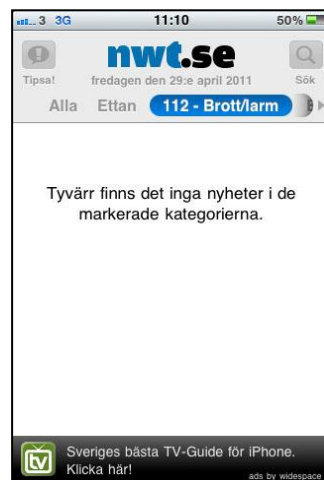 3 3G 11:10 50%
nwt.se
Tipsa! fredagen den 29:e april 2011 Sök
Alla Ettan 112 - Brott/larm
Tyvärr finns det inga nyheter i de
markerade kategorierna.
tv Sveriges bästa TV-Guide för iPhone.
Klicka här!
ads by widespace